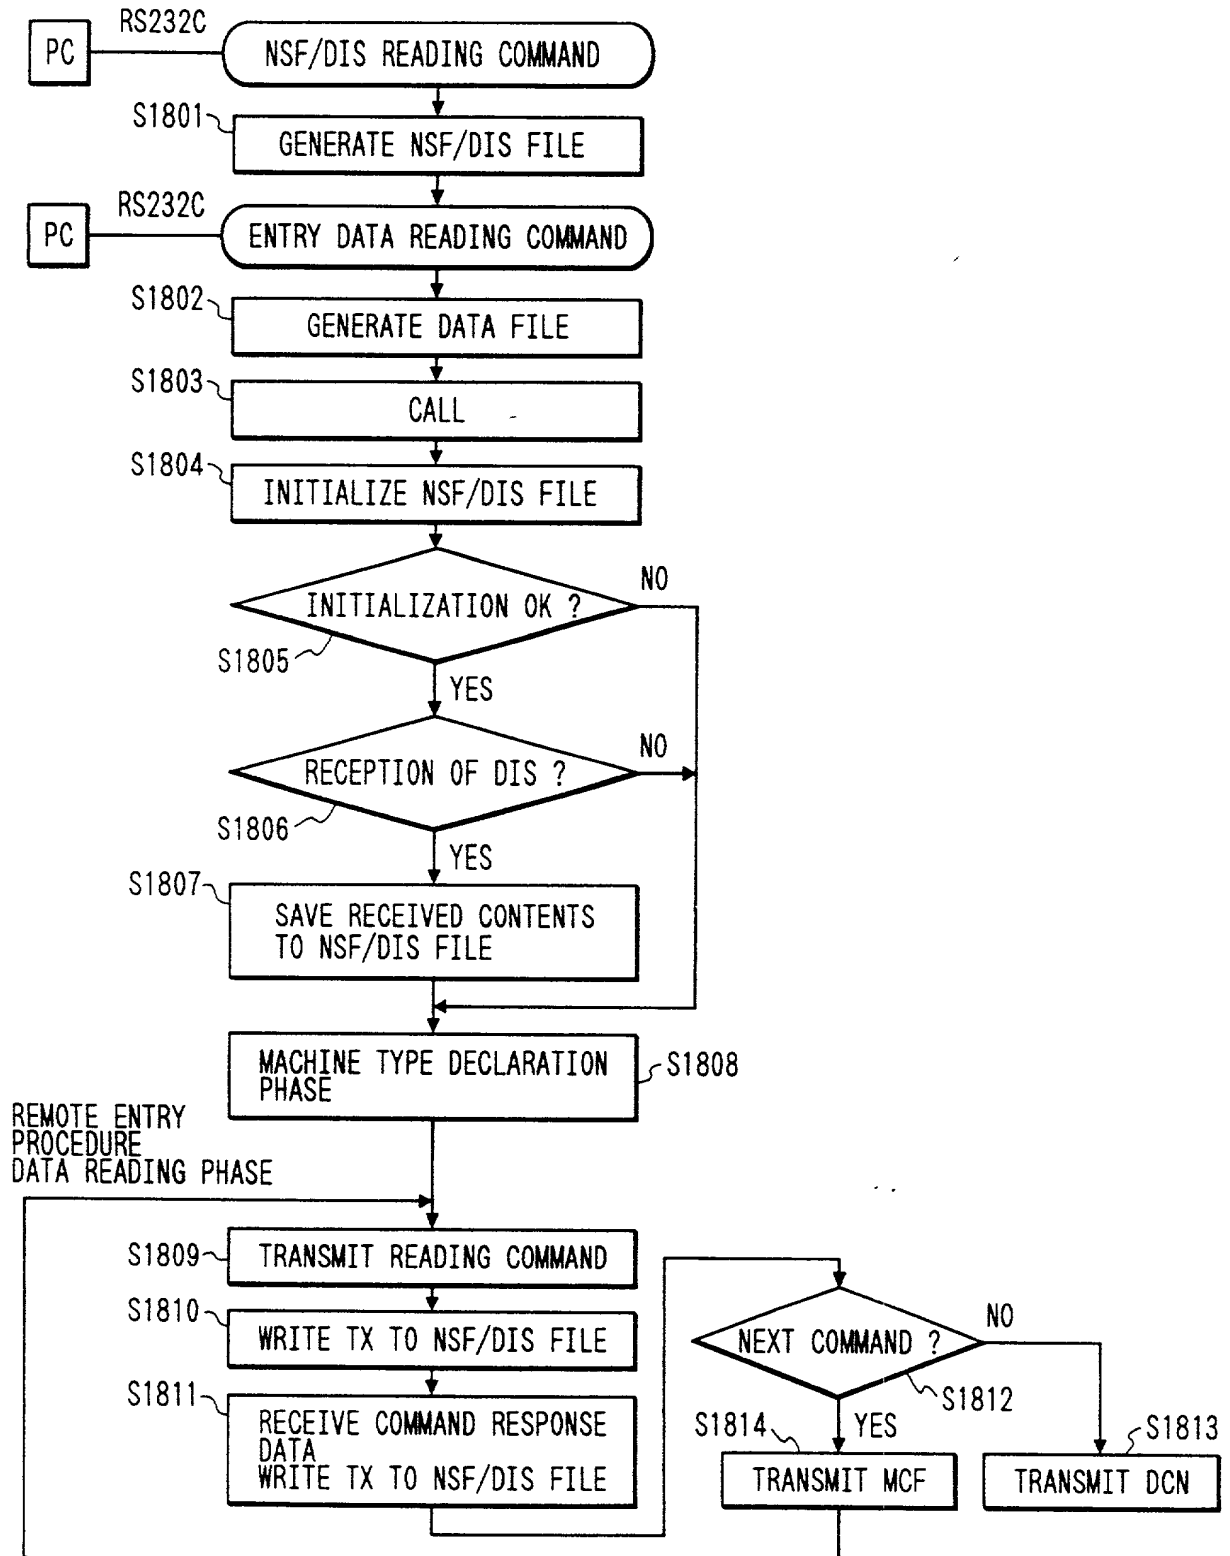 RS232C
PC
NSF/DIS READING COMMAND
S1801
GENERATE NSF/DIS FILE
RS232C
PC
ENTRY DATA READING COMMAND
S1802
GENERATE DATA FILE
S1803
CALL
S1804
INITIALIZE NSF/DIS FILE
NO
INITIALIZATION OK ?
S1805
YES
NO
RECEPTION OF DIS ?
S1806
YES
S1807
SAVE RECEIVED CONTENTS
TO NSF/DIS FILE
MACHINE TYPE DECLARATION
PHASE
S1808
REMOTE ENTRY
PROCEDURE
DATA READING PHASE
S1809
TRANSMIT READING COMMAND
S1810
WRITE TX TO NSF/DIS FILE
S1811
RECEIVE COMMAND RESPONSE
DATA
WRITE TX TO NSF/DIS FILE
NEXT COMMAND ?
NO
S1812
YES
S1814
TRANSMIT MCF
S1813
TRANSMIT DCN